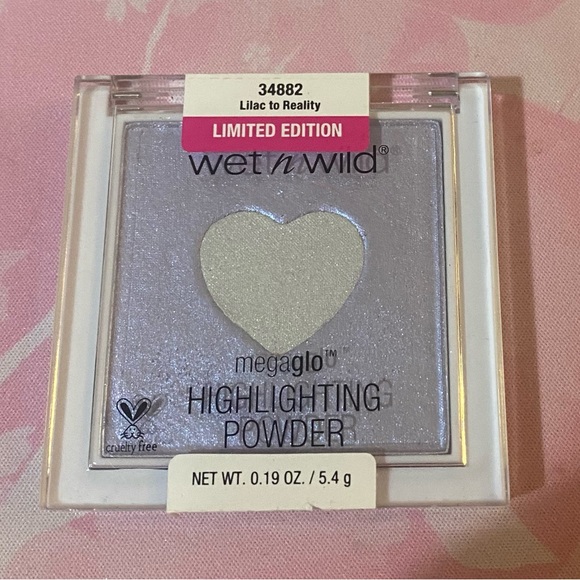 34882
Lilac to Reality
LIMITED EDITION
wet n wild®
megaglo™
HIGHLIGHTING
POWDER
cruelty free
NET WT. 0.19 OZ. / 5.4 g